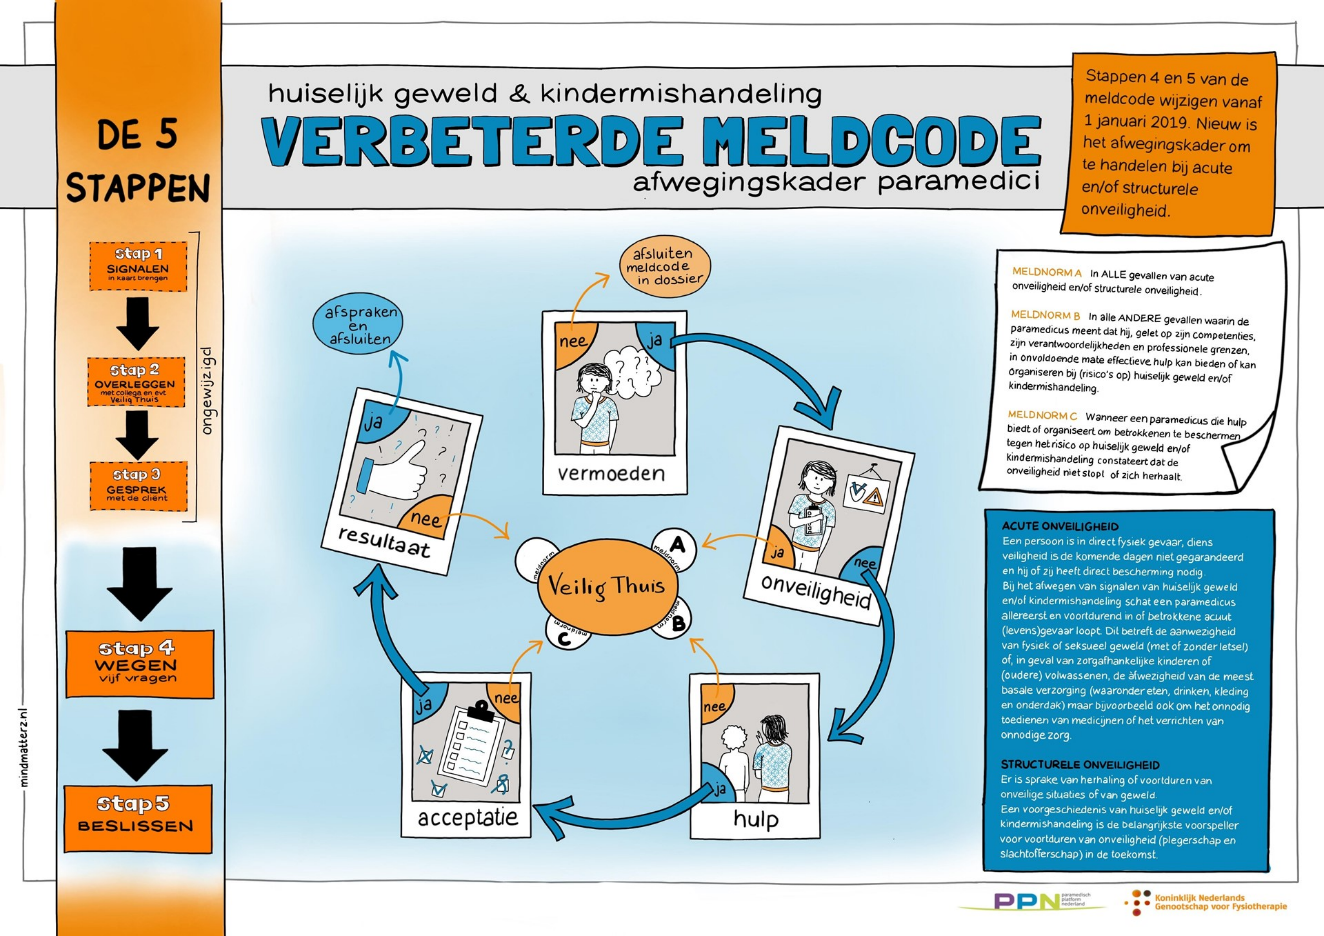 huiselijk geweld & kindermishandeling
VERBETERDE MELDCODE
afwegingskader paramedici
Stappen 4 en 5 van de
meldcode wijzigen vanaf
1 januari 2019. Nieuw is
het afwegingskader om
te handelen bij acute
en/of structurele
onveiligheid.
DE 5
STAPPEN
Stap 1
SIGNALEN
in kaart brengen
Stap 2
OVERLEGGEN
met collega en evt
Veilig Thuis
Stap 3
GESPREK
met de cliënt
ongewijzigd
Stap 4
WEGEN
vijf vragen
Stap 5
BESLISSEN
mindmatterz.nl
afsluiten
meldcode
in dossier
nee
ja
vermoeden
ja
nee
onveiligheid
nee
ja
hulp
ja
nee
acceptatie
afspraken
en
afsluiten
ja
nee
resultaat
Veilig Thuis
meldnorm
A
meldnorm
B
meldnorm
C
meldnorm
MELDNORM A In ALLE gevallen van acute
onveiligheid en/of structurele onveiligheid.
MELDNORM B In alle ANDERE gevallen waarin de
paramedicus meent dat hij, gelet op zijn competenties,
zijn verantwoordelijkheden en professionele grenzen,
in onvoldoende mate effectieve hulp kan bieden of kan
organiseren bij (risico's op) huiselijk geweld en/of
kindermishandeling.
MELDNORM C Wanneer een paramedicus die hulp
biedt of organiseert om betrokkenen te beschermen
tegen het risico op huiselijk geweld en/of
kindermishandeling constateert dat de
onveiligheid niet stopt of zich herhaalt.
ACUTE ONVEILIGHEID
Een persoon is in direct fysiek gevaar, diens
veiligheid is de komende dagen niet gegarandeerd
en hij of zij heeft direct bescherming nodig.
Bij het afwegen van signalen van huiselijk geweld
en/of kindermishandeling schat een paramedicus
allereerst en voortdurend in of betrokkene acuut
(levens)gevaar loopt. Dit betreft de aanwezigheid
van fysiek of seksueel geweld (met of zonder letsel)
of, in geval van zorgafhankelijke kinderen of
(oudere) volwassenen, de áfwezigheid van de meest
basale verzorging (waaronder eten, drinken, kleding
en onderdak) maar bijvoorbeeld ook om het onnodig
toedienen van medicijnen of het verrichten van
onnodige zorg.
STRUCTURELE ONVEILIGHEID
Er is sprake van herhaling of voortduren van
onveilige situaties of van geweld.
Een voorgeschiedenis van huiselijk geweld en/of
kindermishandeling is de belangrijkste voorspeller
voor voortduren van onveiligheid (plegerschap en
slachtofferschap) in de toekomst.
PPN paramedisch
platform
nederland
Koninklijk Nederlands
Genootschap voor Fysiotherapie